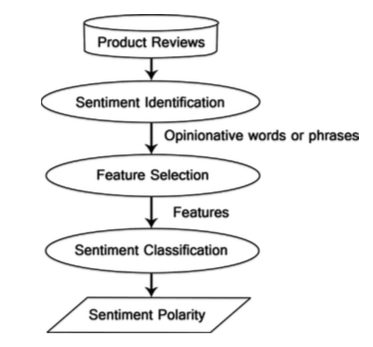 Product Reviews
Sentiment Identification
Opinionative words or phrases
Feature Selection
Features
Sentiment Classification
Sentiment Polarity